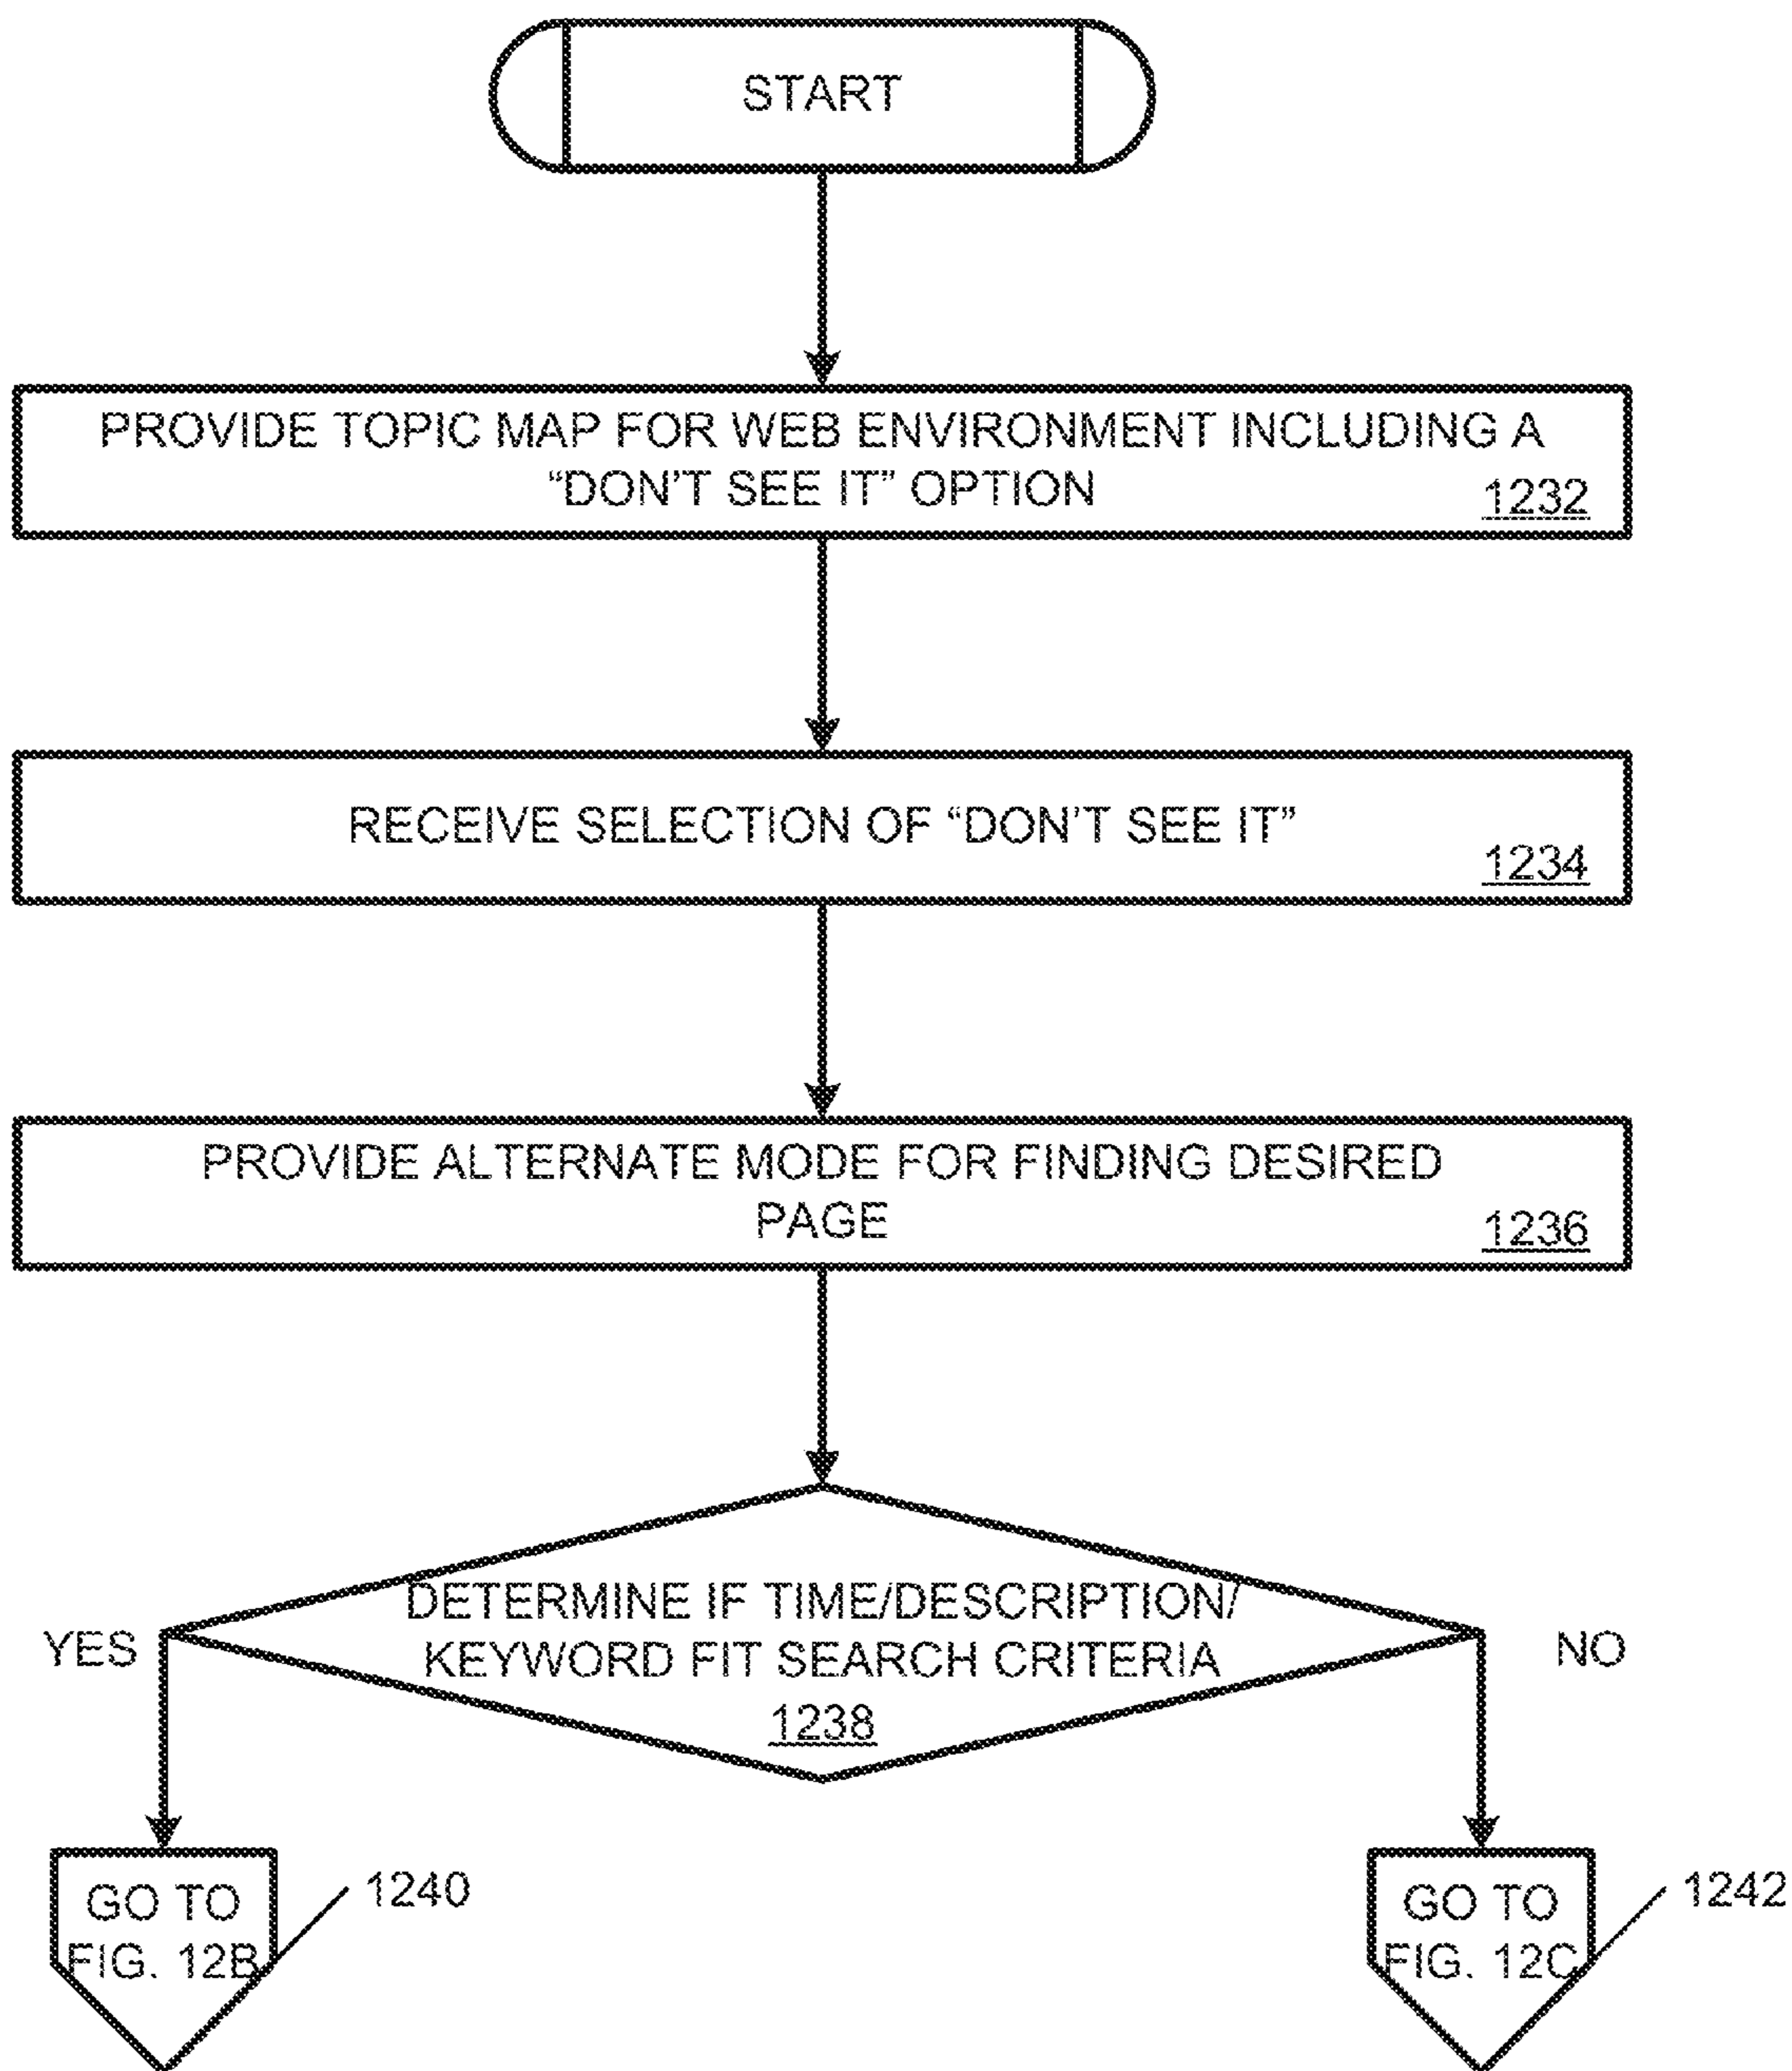 START
PROVIDE TOPIC MAP FOR WEB ENVIRONMENT INCLUDING A
“DON’T SEE IT” OPTION
1232
RECEIVE SELECTION OF “DON’T SEE IT”
1234
PROVIDE ALTERNATE MODE FOR FINDING DESIRED
PAGE
1236
DETERMINE IF TIME/DESCRIPTION/
KEYWORD FIT SEARCH CRITERIA
1238
YES
NO
GO TO
FIG. 12B
1240
GO TO
FIG. 12C
1242